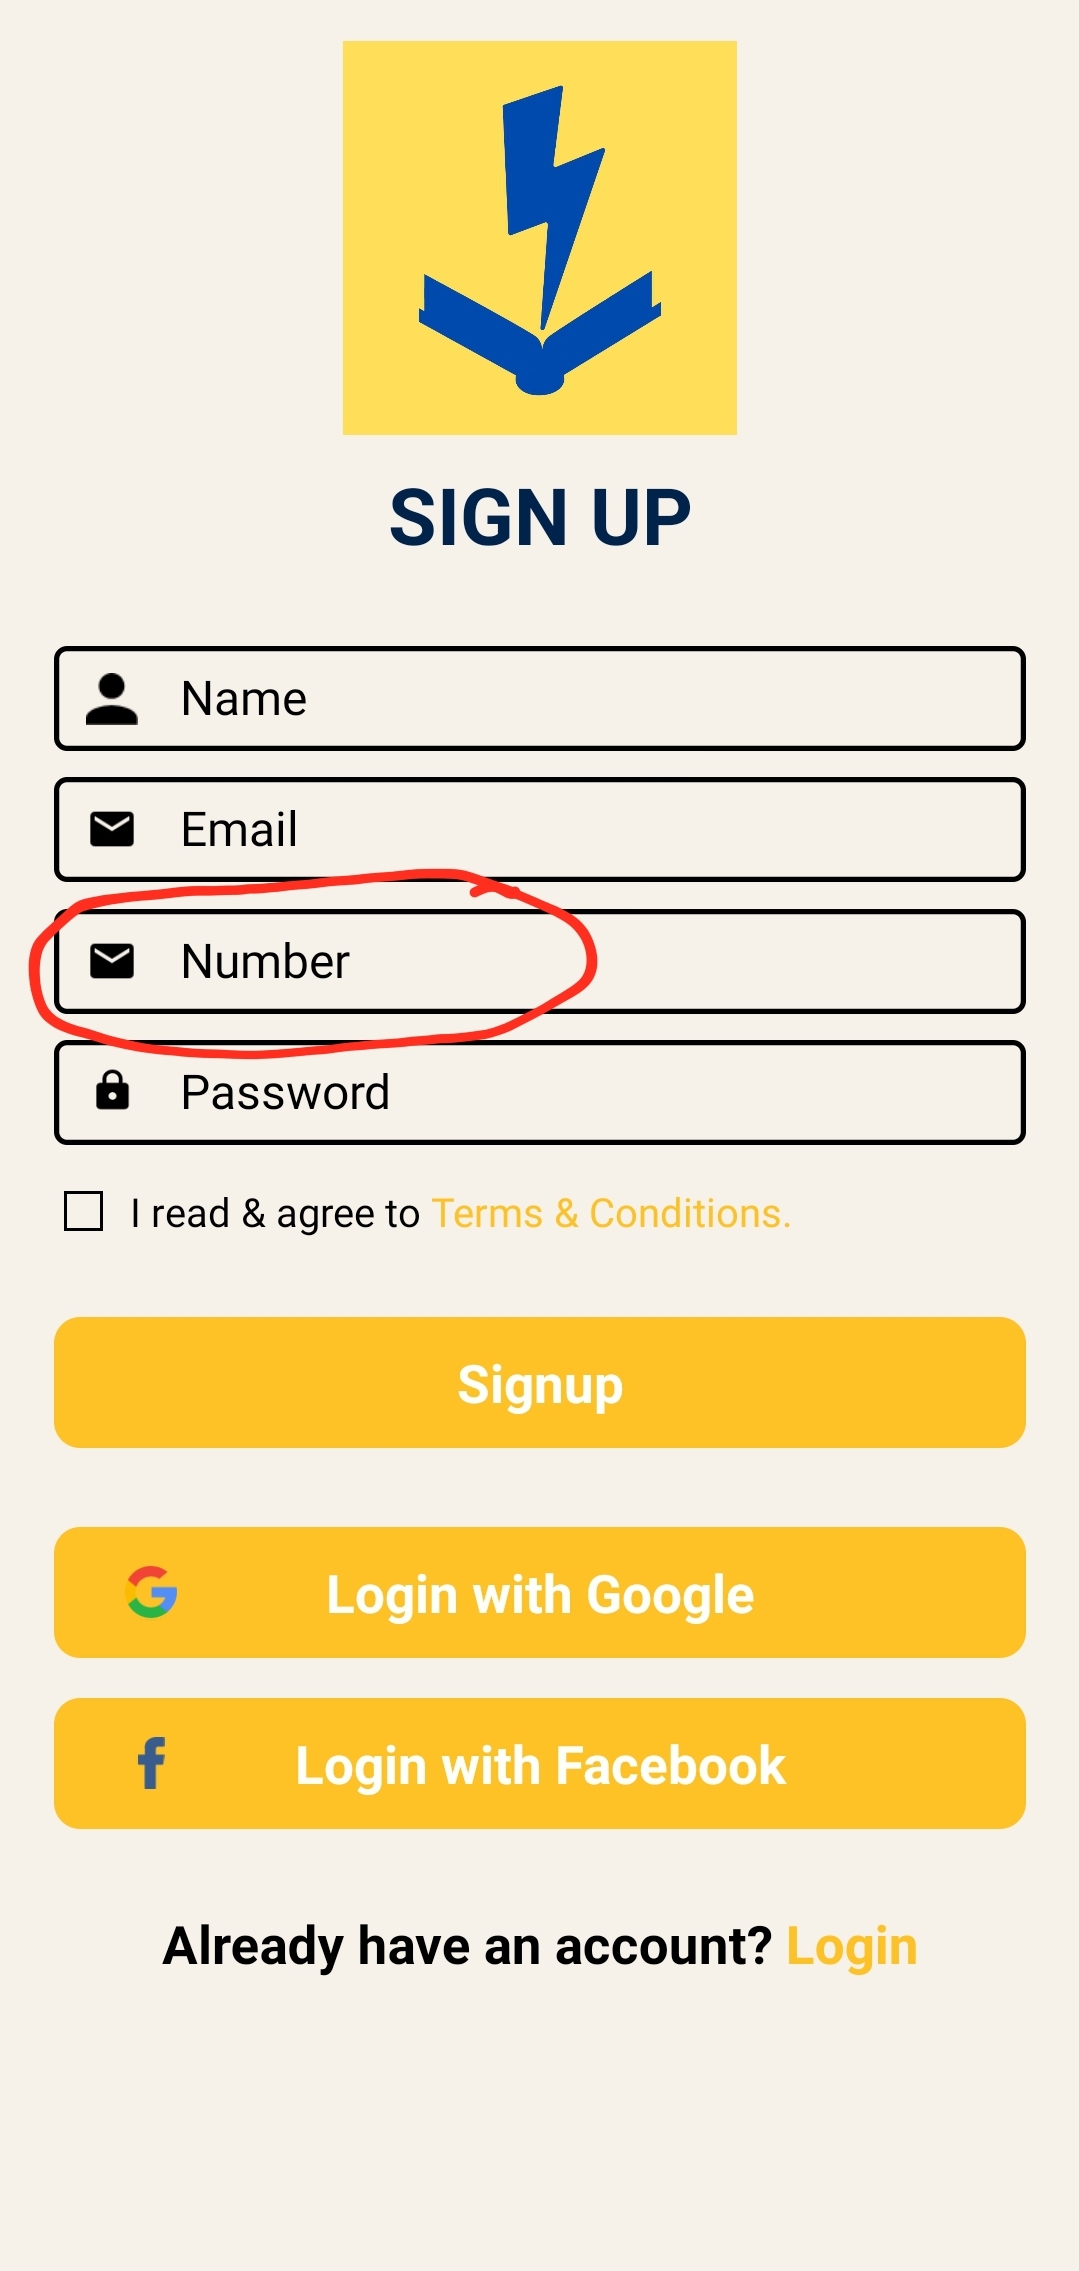 SIGN UP
Name
Email
Number
Password
I read & agree to Terms & Conditions.
Signup
Login with Google
Login with Facebook
Already have an account? Login